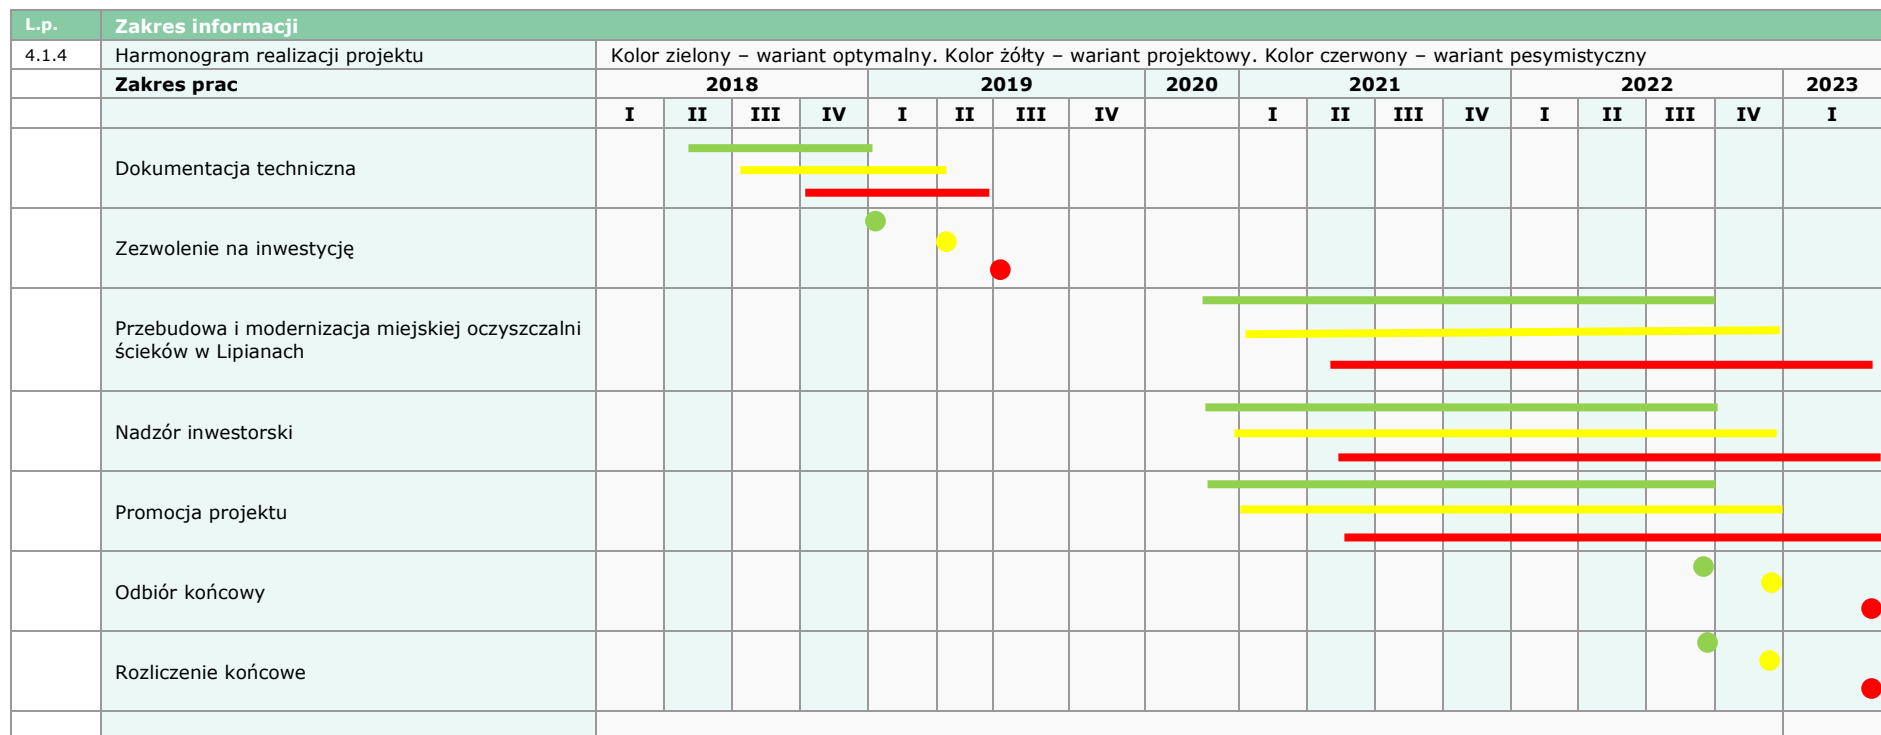 L.p. Zakres informacji
4.1.4 Harmonogram realizacji projektu Kolor zielony – wariant optymalny. Kolor żółty – wariant projektowy. Kolor czerwony – wariant pesymistyczny
Zakres prac 2018 2019 2020 2021 2022 2023
I II III IV I II III IV I II III IV I II III IV I
Dokumentacja techniczna
Zezwolenie na inwestycję
Przebudowa i modernizacja miejskiej oczyszczalni
ścieków w Lipianach
Nadzór inwestorski
Promocja projektu
Odbiór końcowy
Rozliczenie końcowe